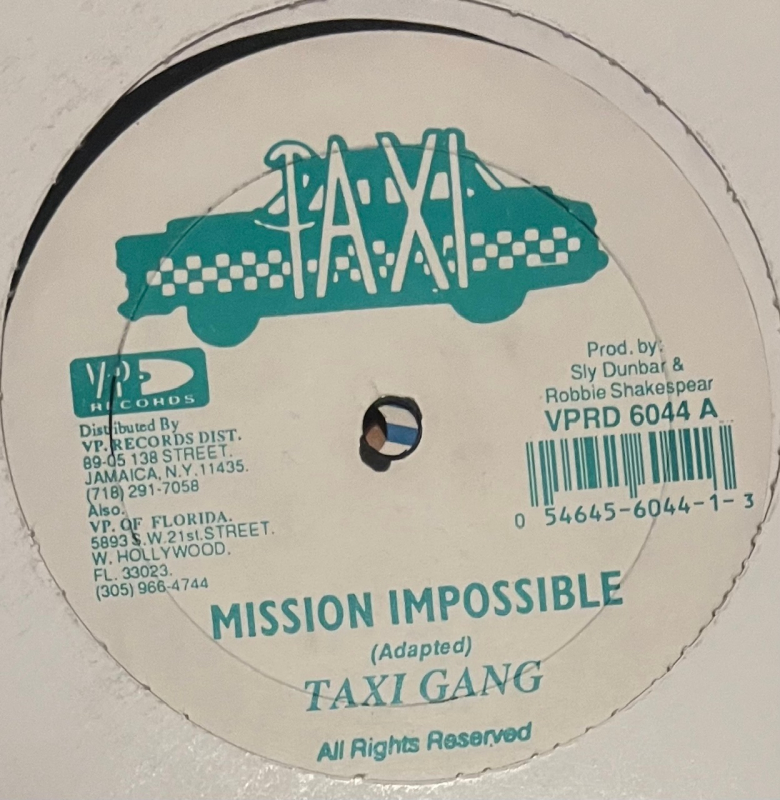 TAXI
VP
RECORDS
Distributed By
VP. RECORDS DIST.
89-05 138 STREET.
JAMAICA, N.Y.11435.
(718) 291-7058
Also.
VP. OF FLORIDA.
5893 S.W.21st.STREET.
W. HOLLYWOOD.
FL. 33023.
(305) 966-4744
Prod. by:
Sly Dunbar &
Robbie Shakespear
VPRD 6044 A
0 54645-6044-1-3
MISSION IMPOSSIBLE
(Adapted)
TAXI GANG
All Rights Reserved